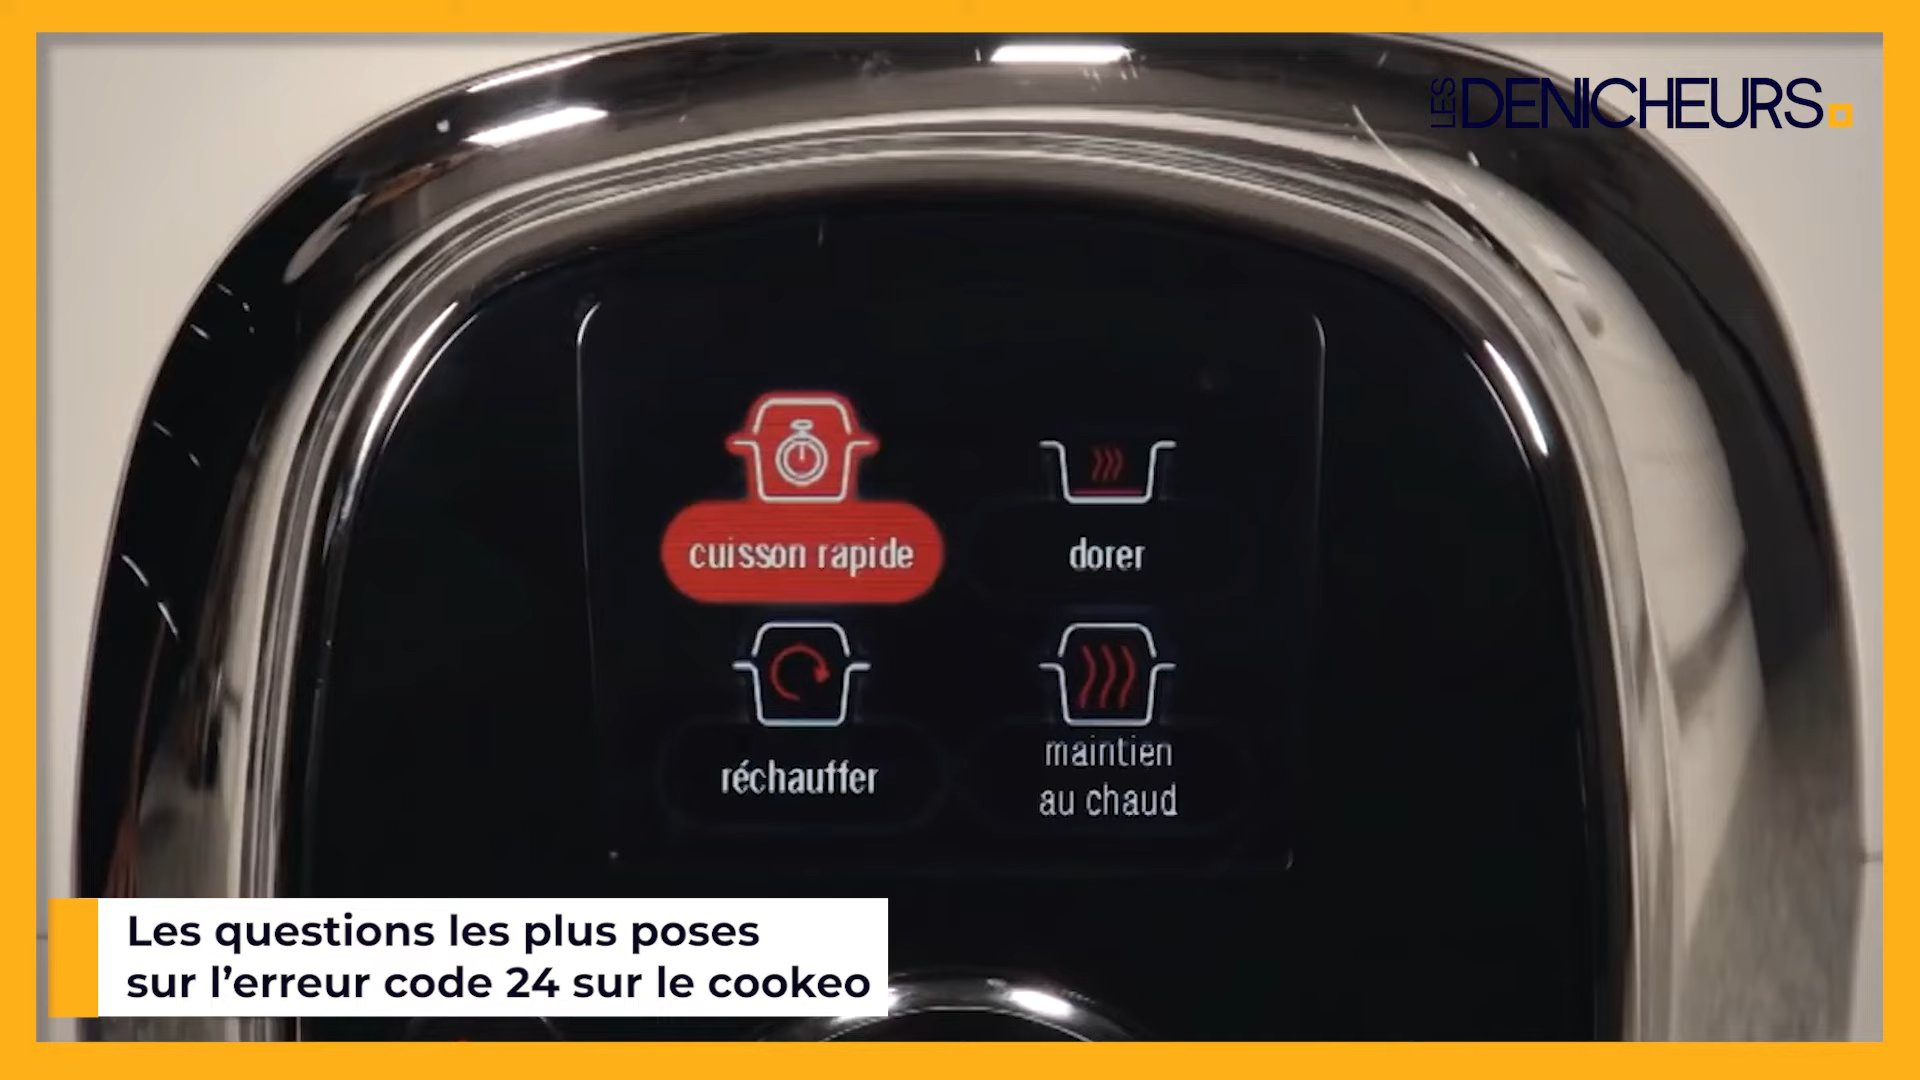 LES DENICHEURS
cuisson rapide
dorer
réchauffer
maintien
au chaud
Les questions les plus poses
sur l'erreur code 24 sur le cookeo